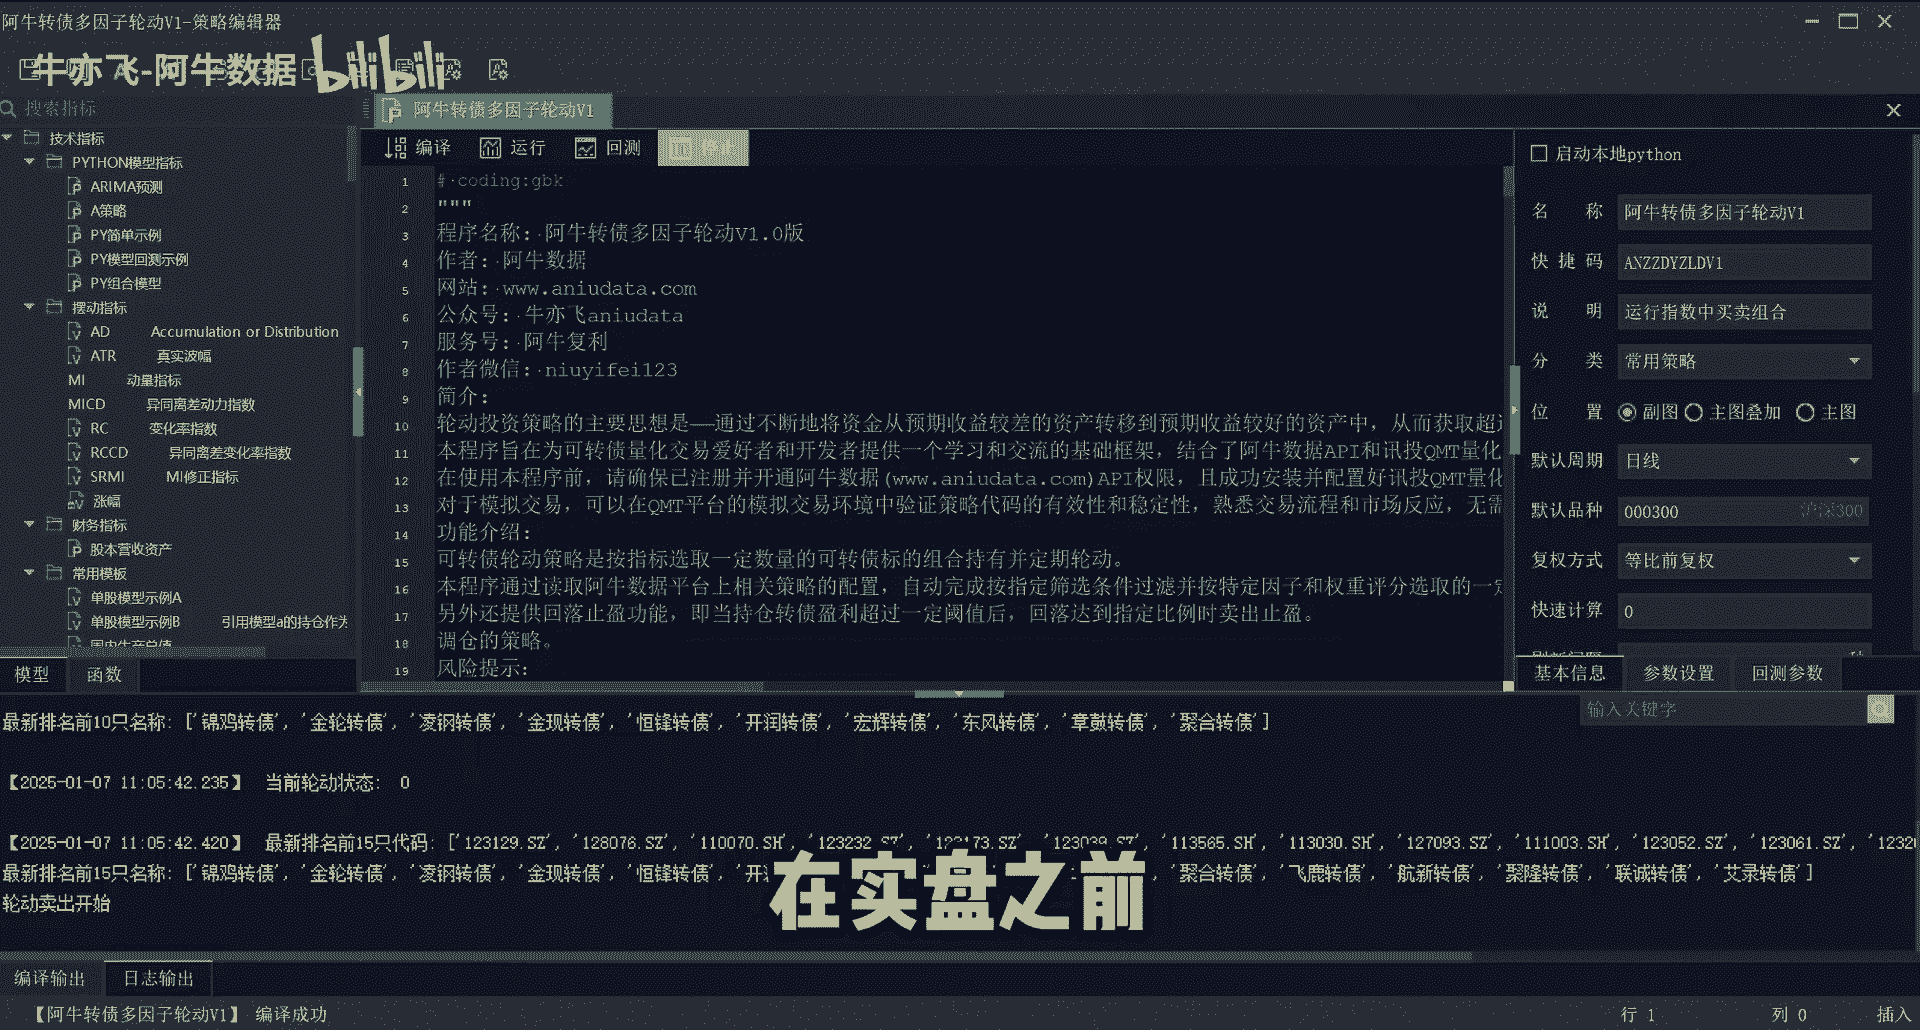 阿牛转债多因子轮动V1-策略编辑器
牛亦飞-阿牛数据 bilibili
搜索指标
阿牛转债多因子轮动V1
编译 运行 回测
技术指标
PYTHON模型指标
ARIMA预测
A策略
PY简单示例
PY模型回测示例
PY组合模型
摆动指标
AD Accumulation or Distribution
ATR 真实波幅
MI 动量指标
MICD 异同离差动力指数
RC 变化率指数
RCCD 异同离差变化率指数
SRMI MI修正指标
涨幅
财务指标
股本营收资产
常用模板
单股模型示例A
单股模型示例B 引用模型a的持仓作为
国内生产总值
模型 函数
1 #·coding:gbk
2 """
3 程序名称:·阿牛转债多因子轮动V1.0版
4 作者:·阿牛数据
5 网站:·www.aniudata.com
6 公众号:·牛亦飞aniudata
7 服务号:·阿牛复利
8 作者微信:·niuyifei123
9 简介:
10 轮动投资策略的主要思想是——通过不断地将资金从预期收益较差的资产转移到预期收益较好的资产中，从而获取超过
11 本程序旨在为可转债量化交易爱好者和开发者提供一个学习和交流的基础框架，结合了阿牛数据API和讯投QMT量化
12 在使用本程序前，请确保已注册并开通阿牛数据(www.aniudata.com)API权限，且成功安装并配置好讯投QMT量化
13 对于模拟交易，可以在QMT平台的模拟交易环境中验证策略代码的有效性和稳定性，熟悉交易流程和市场反应，无需
14 功能介绍:
15 可转债轮动策略是按指标选取一定数量的可转债标的组合持有并定期轮动。
16 本程序通过读取阿牛数据平台上相关策略的配置，自动完成按指定筛选条件过滤并按特定因子和权重评分选取的一定
17 另外还提供回落止盈功能，即当持仓转债盈利超过一定阈值后，回落达到指定比例时卖出止盈。
18 调仓的策略。
19 风险提示:
启动本地python
名 称 阿牛转债多因子轮动V1
快捷码 ANZZDYZLDV1
说 明 运行指数中买卖组合
分 类 常用策略
位 置 副图 主图叠加 主图
默认周期 日线
默认品种 000300 沪深300
复权方式 等比前复权
快速计算 0
刷新间隔 秒
基本信息 参数设置 回测参数
输入关键字
最新排名前10只名称: ['锦鸡转债', '金轮转债', '凌钢转债', '金现转债', '恒锋转债', '开润转债', '宏辉转债', '东风转债', '章鼓转债', '聚合转债']
【2025-01-07 11:05:42.235】 当前轮动状态: 0
【2025-01-07 11:05:42.420】 最新排名前15只代码: ['123129.SZ', '128076.SZ', '110070.SH', '123232.SZ', '123173.SZ', '123039.SZ', '113565.SH', '113030.SH', '127093.SZ', '111003.SH', '123052.SZ', '123061.SZ', '1232
最新排名前15只名称: ['锦鸡转债', '金轮转债', '凌钢转债', '金现转债', '恒锋转债', '开 '聚合转债', '飞鹿转债', '航新转债', '聚隆转债', '联诚转债', '艾录转债']
轮动卖出开始
在实盘之前
编译输出 日志输出
【阿牛转债多因子轮动V1】 编译成功
行 1 列 0 插入